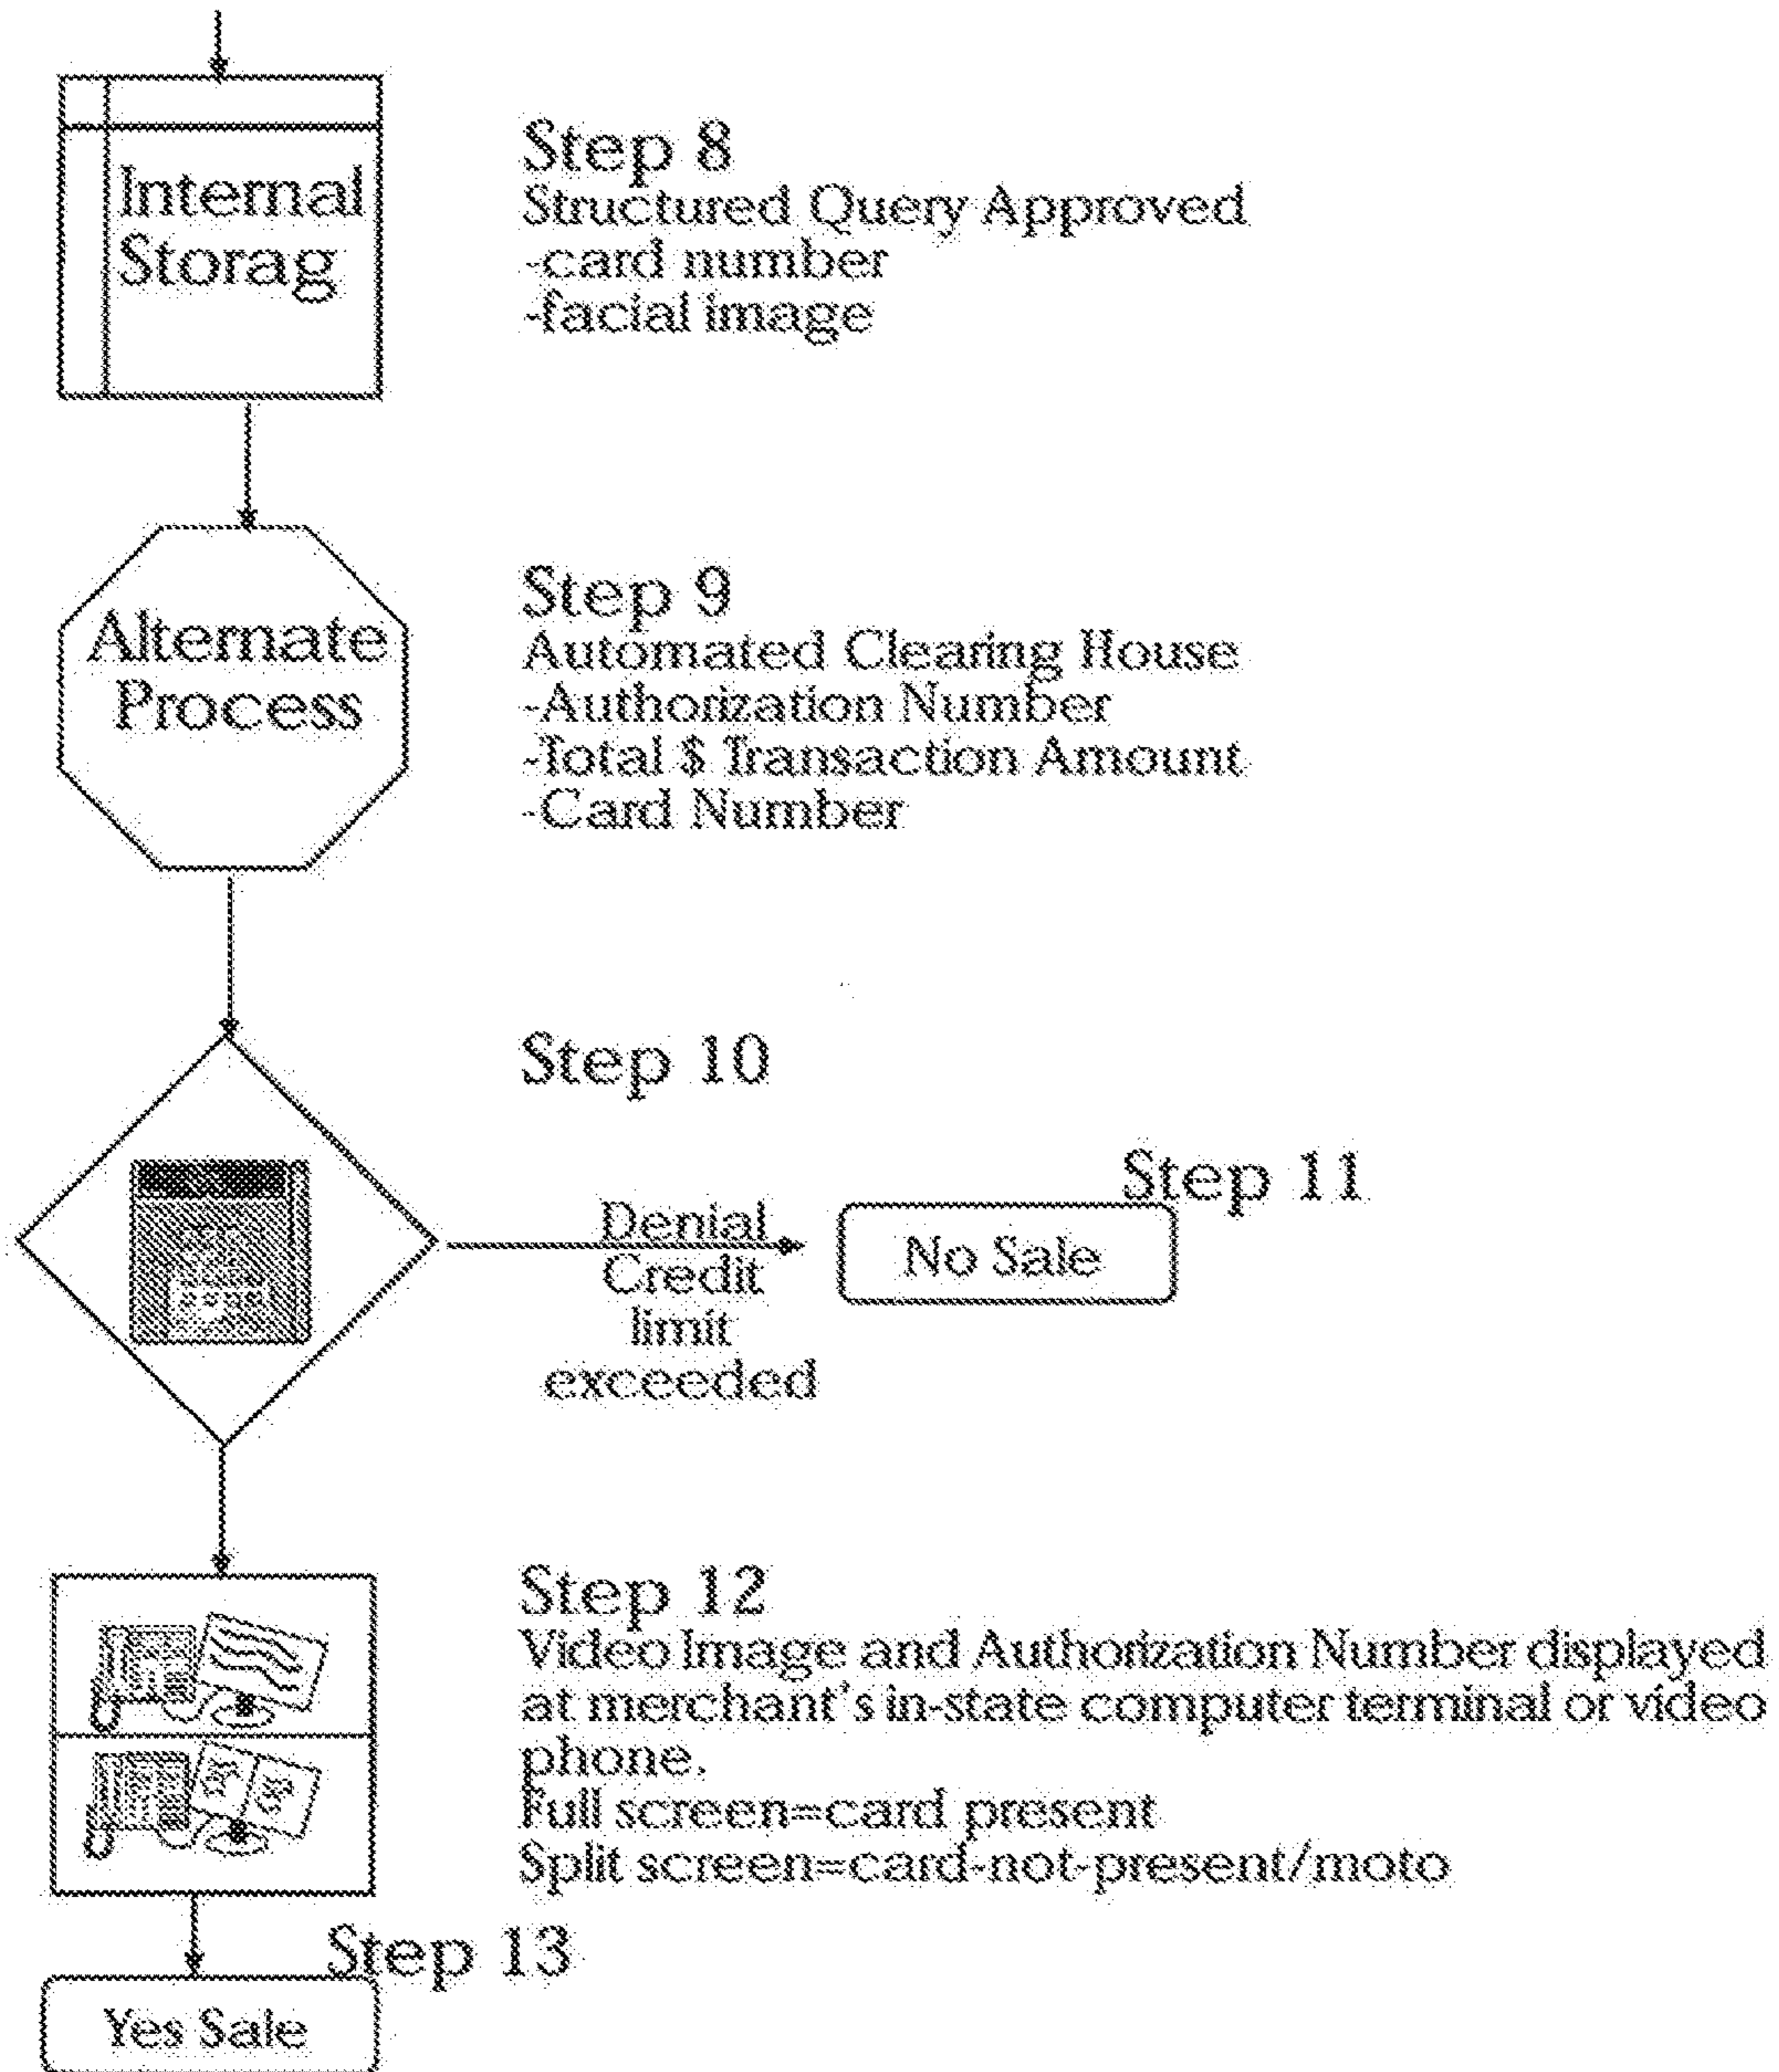 Internal
Storag
Step 8
Structured Query Approved
-card number
-facial image
Alternate
Process
Step 9
Automated Clearing House
-Authorization Number
-Total $ Transaction Amount
-Card Number
Step 10
Denial
Credit
limit
exceeded
Step 11
No Sale
Step 12
Video Image and Authorization Number displayed
at merchant's in-state computer terminal or video
phone.
Full screen=card present
Split screen=card-not-present/moto
Step 13
Yes Sale